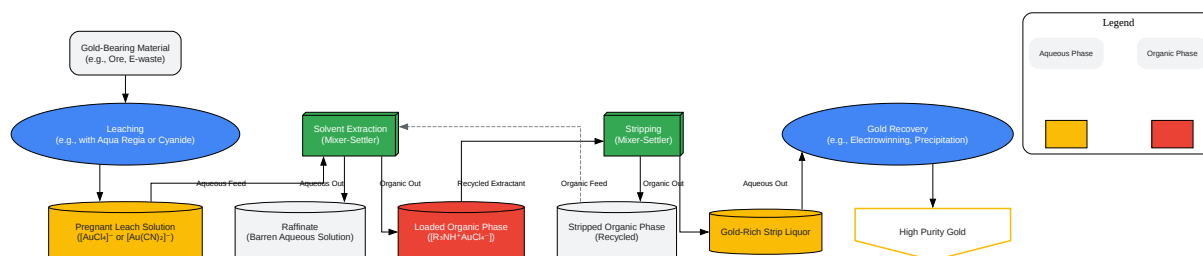 Legend
Gold-Bearing Material
(e.g., Ore, E-waste)
Aqueous Phase
Organic Phase
Leaching
(e.g., with Aqua Regia or Cyanide)
Solvent Extraction
(Mixer-Settler)
Stripping
(Mixer-Settler)
Gold Recovery
(e.g., Electrowinning, Precipitation)
Aqueous Feed
Aqueous Out
Organic Out
Recycled Extractant
Organic Feed
Organic Out
Aqueous Out
Pregnant Leach Solution
([AuCl₄]⁻ or [Au(CN)₂]⁻)
Raffinate
(Barren Aqueous Solution)
Loaded Organic Phase
([R₃NH⁺AuCl₄⁻])
Stripped Organic Phase
(Recycled)
Gold-Rich Strip Liquor
High Purity Gold